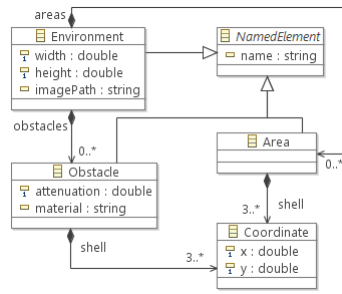 areas
Environment
width : double
height : double
imagePath : string
NamedElement
name : string
obstacles
0..*
Obstacle
attenuation : double
material : string
Area
0..*
shell
3..*
Coordinate
x : double
y : double
shell
3..*